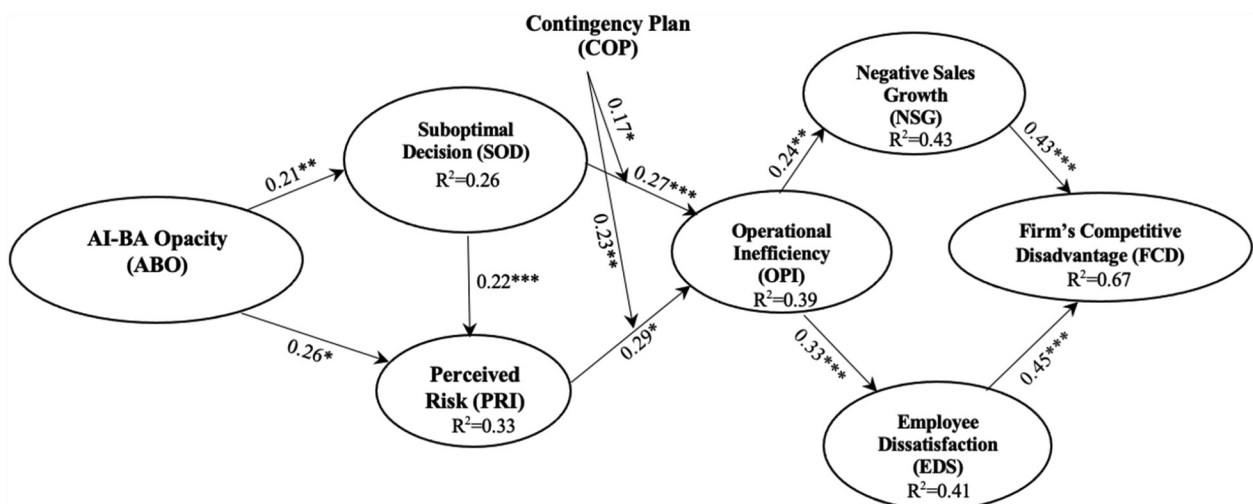 Contingency Plan
(COP)
Negative Sales
Growth
(NSG)
R²=0.43
Suboptimal
Decision (SOD)
R²=0.26
0.17*
0.27***
0.23**
0.24**
0.43***
0.21**
AI-BA Opacity
(ABO)
Operational
Inefficiency
(OPI)
R²=0.39
Firm's Competitive
Disadvantage (FCD)
R²=0.67
0.22***
0.26*
0.29*
0.33***
0.45***
Perceived
Risk (PRI)
R²=0.33
Employee
Dissatisfaction
(EDS)
R²=0.41